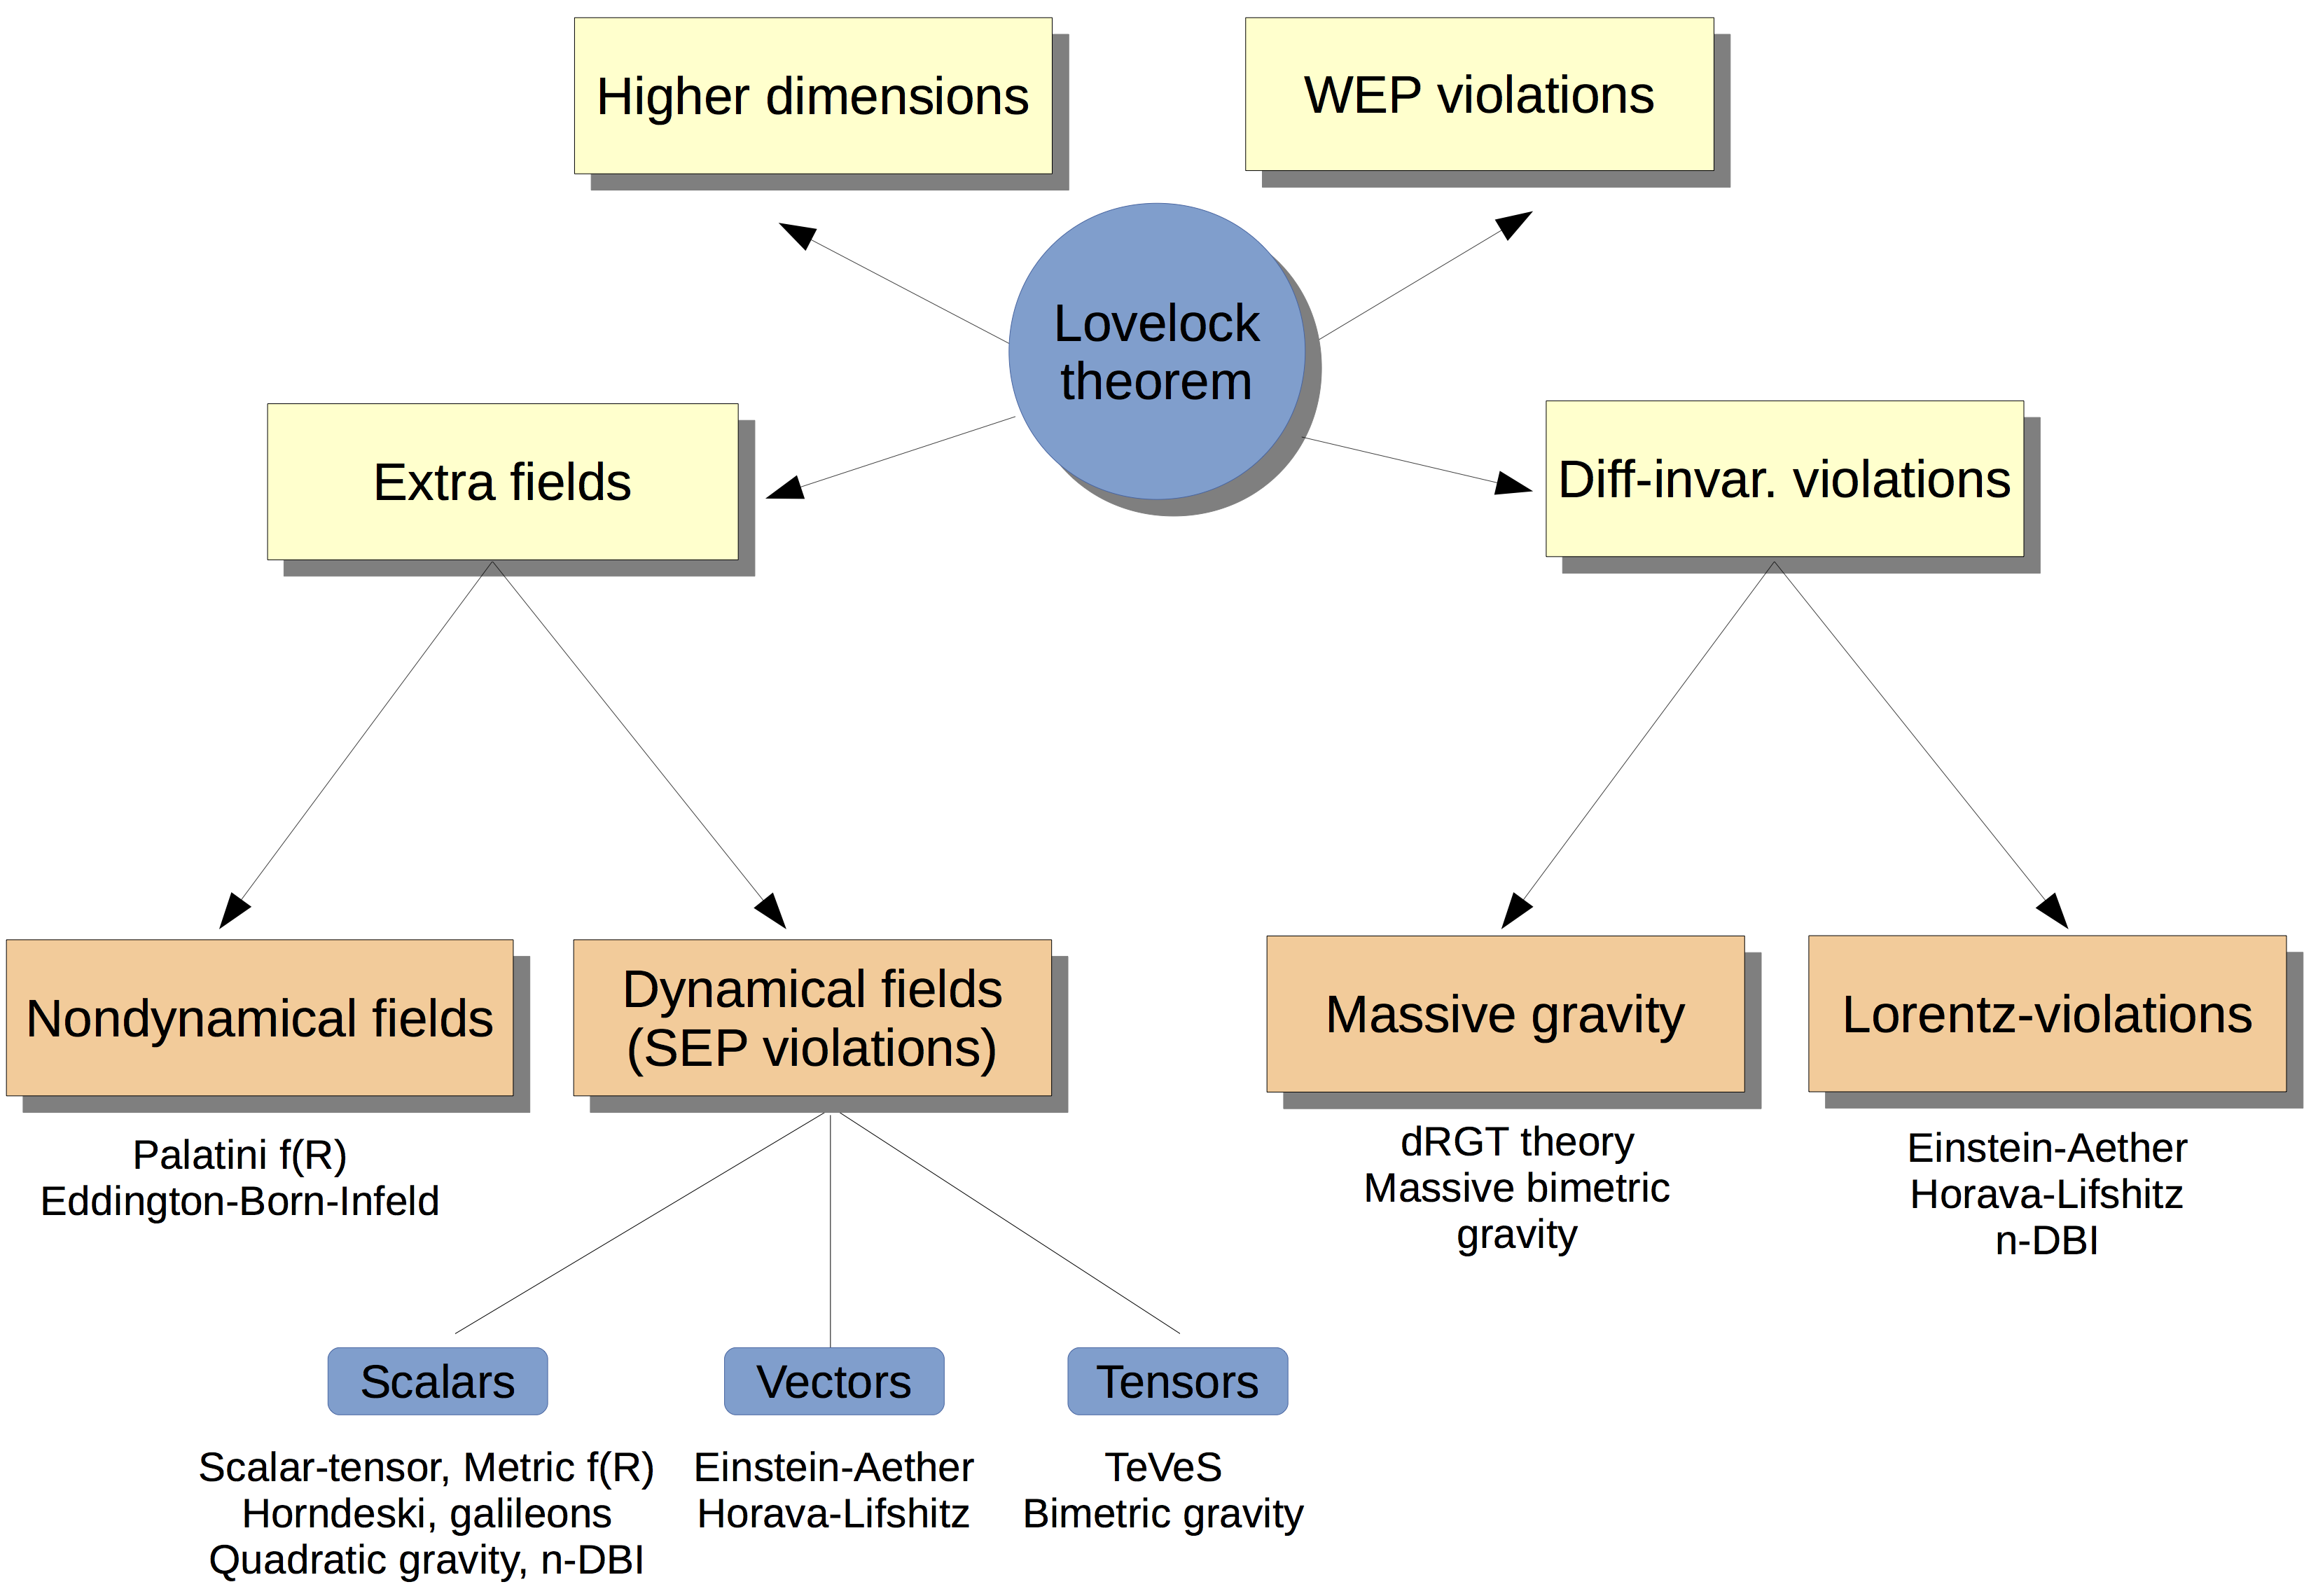 Higher dimensions
WEP violations
Lovelock
theorem
Extra fields
Diff-invar. violations
Nondynamical fields
Dynamical fields
(SEP violations)
Massive gravity
Lorentz-violations
Palatini f(R)
Eddington-Born-Infeld
dRGT theory
Massive bimetric
gravity
Einstein-Aether
Horava-Lifshitz
n-DBI
Scalars
Vectors
Tensors
Scalar-tensor, Metric f(R)
Horndeski, galileons
Quadratic gravity, n-DBI
Einstein-Aether
Horava-Lifshitz
TeVeS
Bimetric gravity